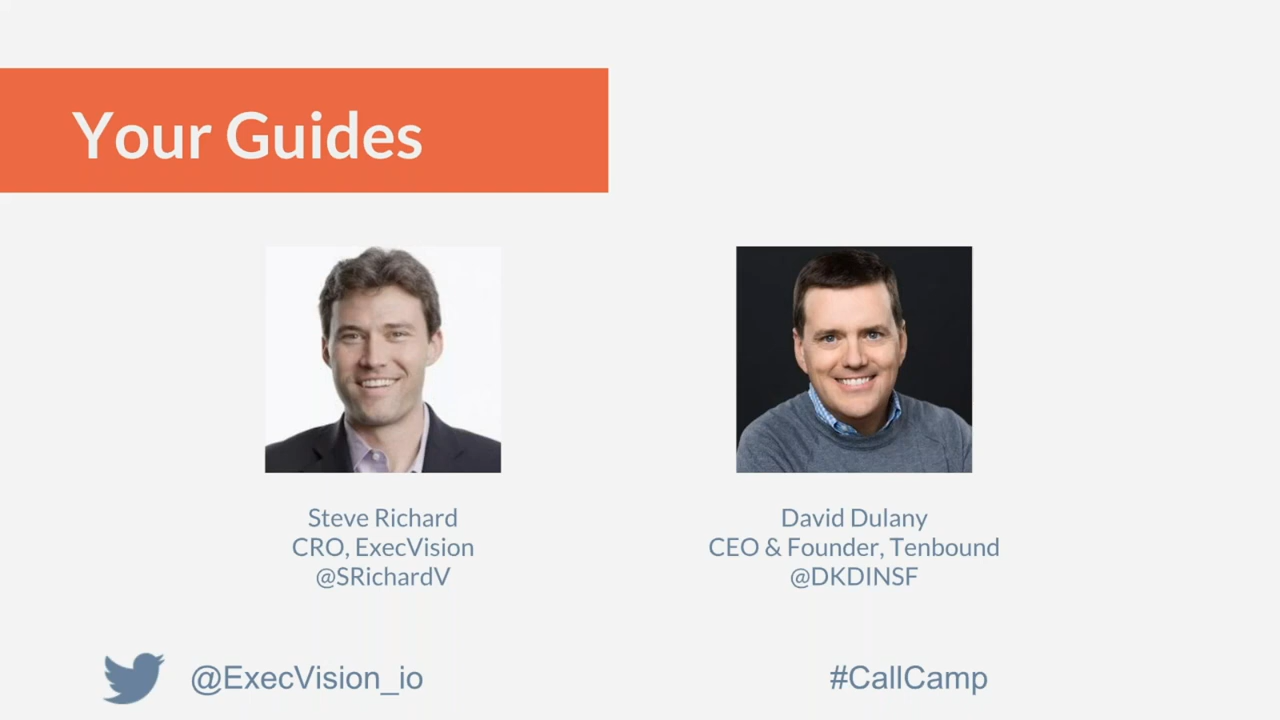 Your Guides
Steve Richard
CRO, ExecVision
@SRichardV
David Dulany
CEO & Founder, Tenbound
@DKDINSF
@ExecVision_io
#CallCamp